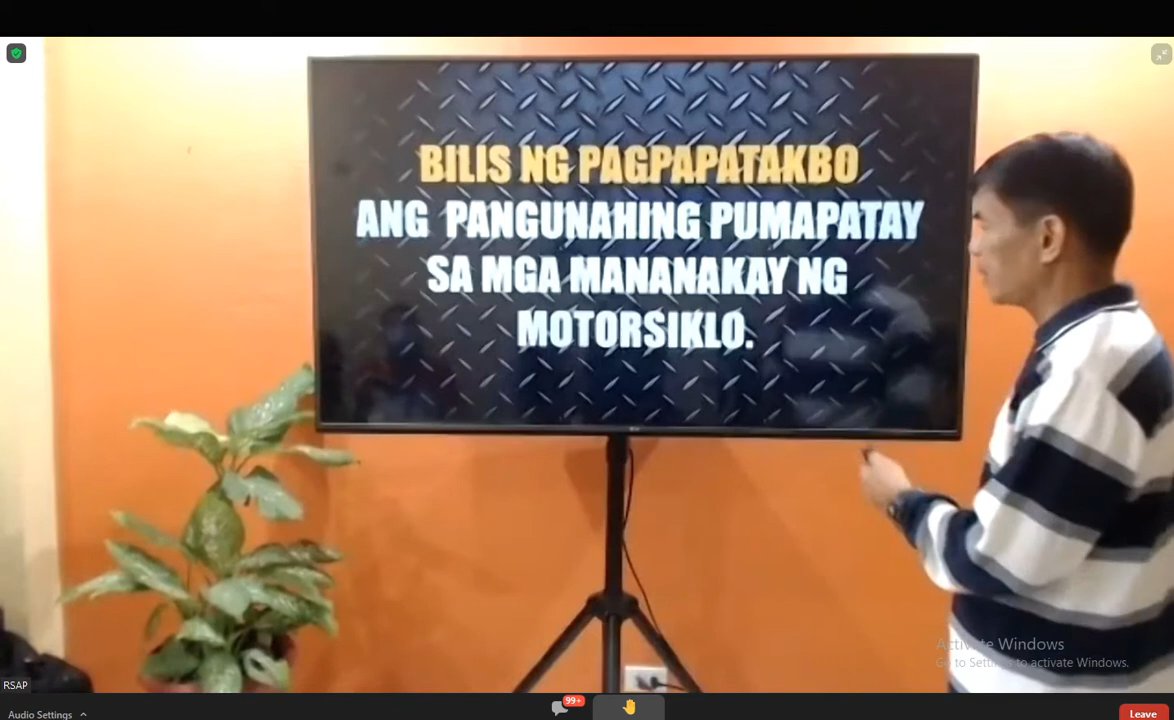 BILIS NG PAGPAPATAKBO
ANG PANGUNAHING PUMAPATAY
SA MGA MANANAKAY NG
MOTORSIKLO.
Activate Windows
Go to Settings to activate Windows.
RSAP
99+
Audio Settings
Leave